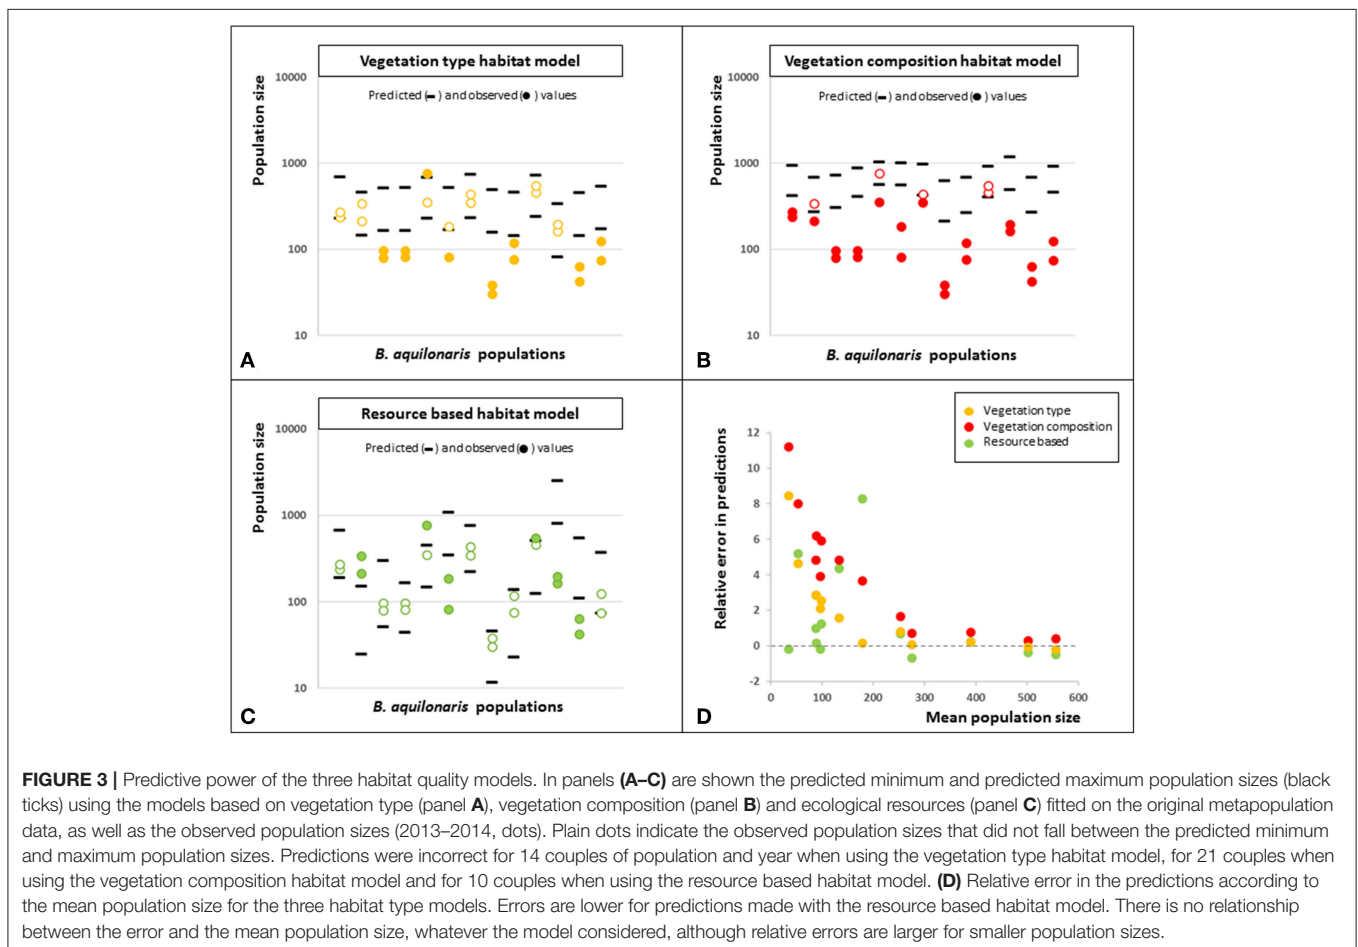 Vegetation type habitat model
Predicted (–) and observed (●) values
Population size
10000
1000
100
10
A
B. aquilonaris populations
Vegetation composition habitat model
Predicted (–) and observed (●) values
Population size
10000
1000
100
10
B
B. aquilonaris populations
Resource based habitat model
Predicted (–) and observed (●) values
Population size
10000
1000
100
10
C
B. aquilonaris populations
Vegetation type
Vegetation composition
Resource based
Relative error in predictions
12
10
8
6
4
2
0
-2
0 100 200 300 400 500 600
D
Mean population size
FIGURE 3 | Predictive power of the three habitat quality models. In panels (A–C) are shown the predicted minimum and predicted maximum population sizes (black
ticks) using the models based on vegetation type (panel A), vegetation composition (panel B) and ecological resources (panel C) fitted on the original metapopulation
data, as well as the observed population sizes (2013–2014, dots). Plain dots indicate the observed population sizes that did not fall between the predicted minimum
and maximum population sizes. Predictions were incorrect for 14 couples of population and year when using the vegetation type habitat model, for 21 couples when
using the vegetation composition habitat model and for 10 couples when using the resource based habitat model. (D) Relative error in the predictions according to
the mean population size for the three habitat type models. Errors are lower for predictions made with the resource based habitat model. There is no relationship
between the error and the mean population size, whatever the model considered, although relative errors are larger for smaller population sizes.